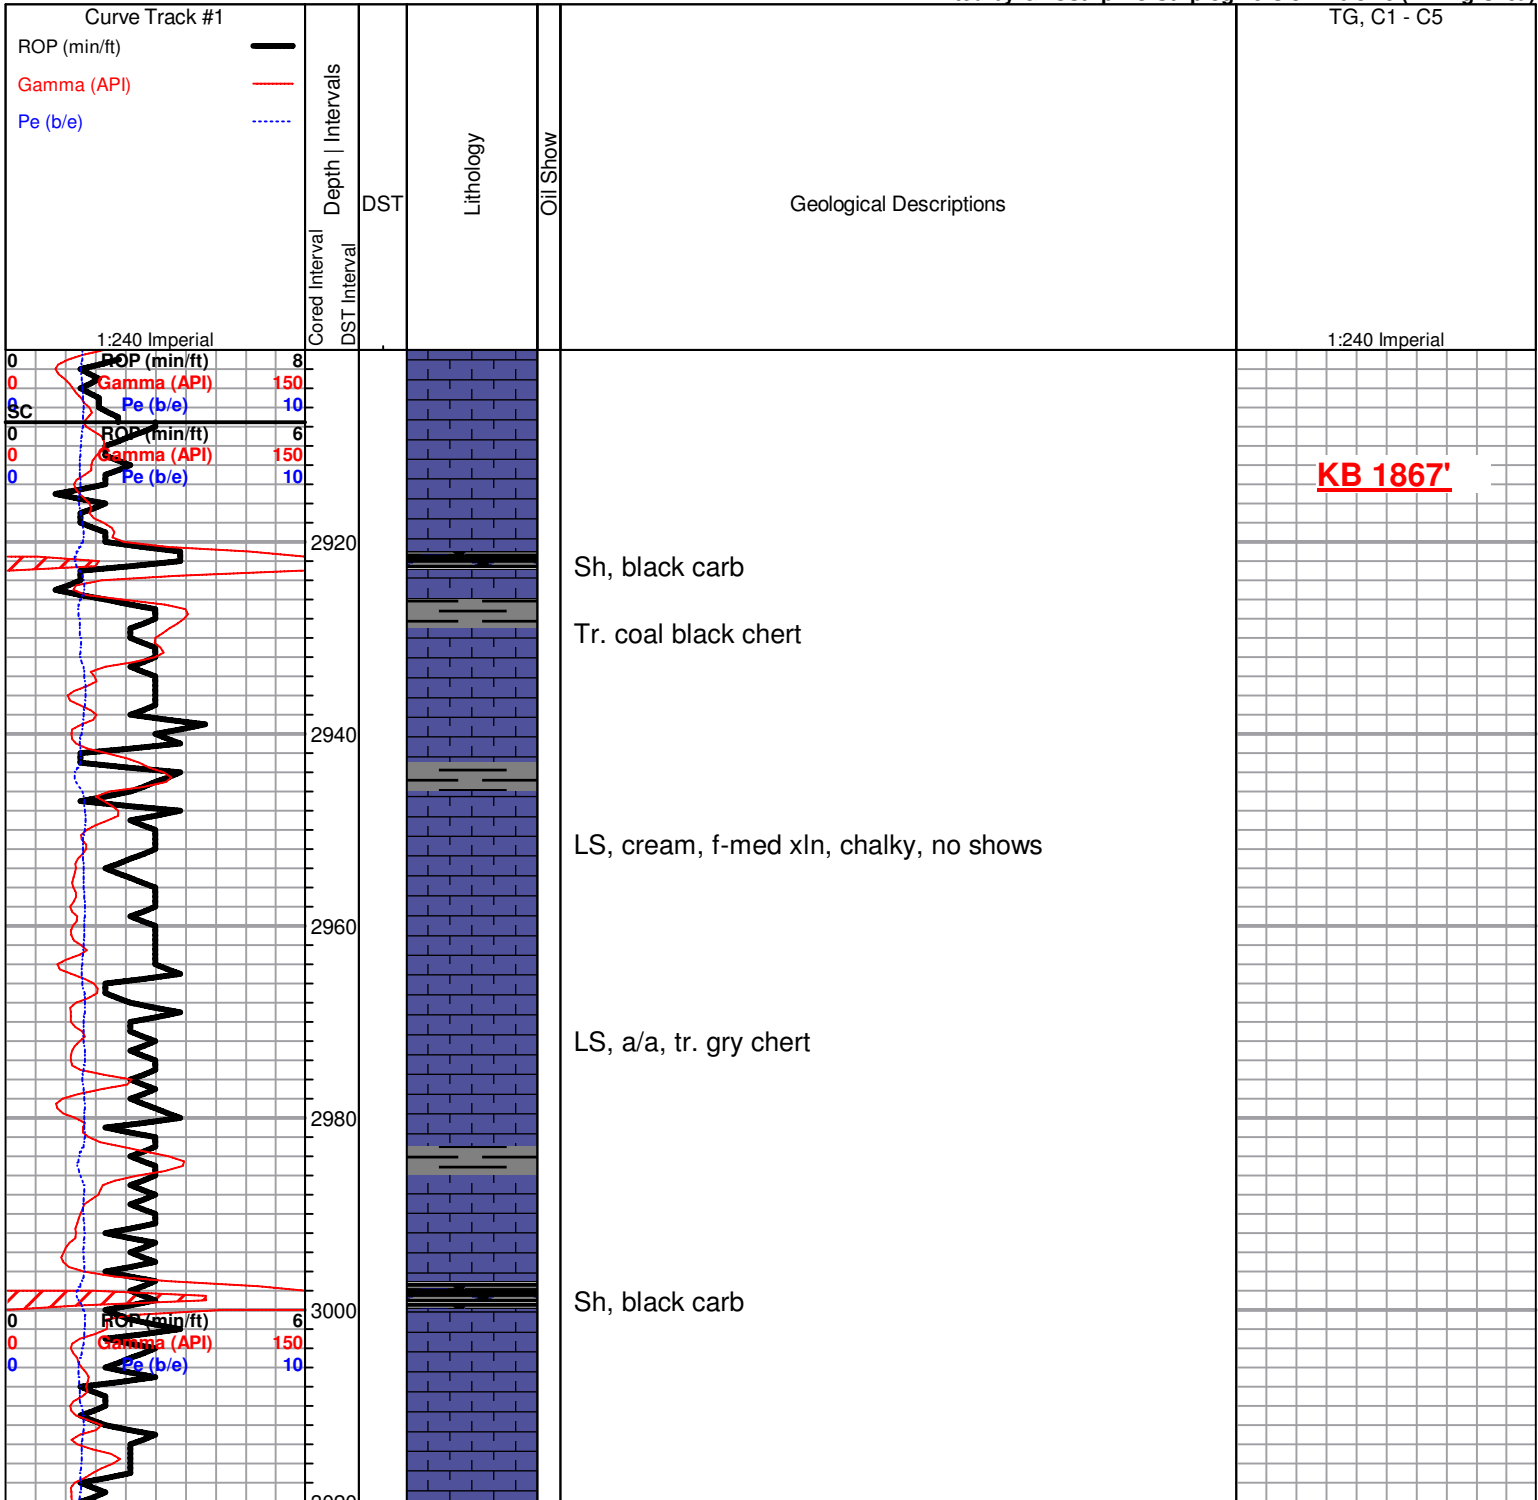 Curve Track #1
ROP (min/ft)
Gamma (API)
Pe (b/e)
1:240 Imperial
Depth | Intervals
Cored Interval
DST Interval
DST
Lithology
Oil Show
Geological Descriptions
TG, C1 - C5
1:240 Imperial
0 ROP (min/ft) 8
0 Gamma (API) 150
0 Pe (b/e) 10
SC
0 ROP (min/ft) 6
0 Gamma (API) 150
0 Pe (b/e) 10
KB 1867'
2920
Sh, black carb
Tr. coal black chert
2940
LS, cream, f-med xln, chalky, no shows
2960
LS, a/a, tr. gry chert
2980
Sh, black carb
3000
0 ROP (min/ft) 6
0 Gamma (API) 150
0 Pe (b/e) 10